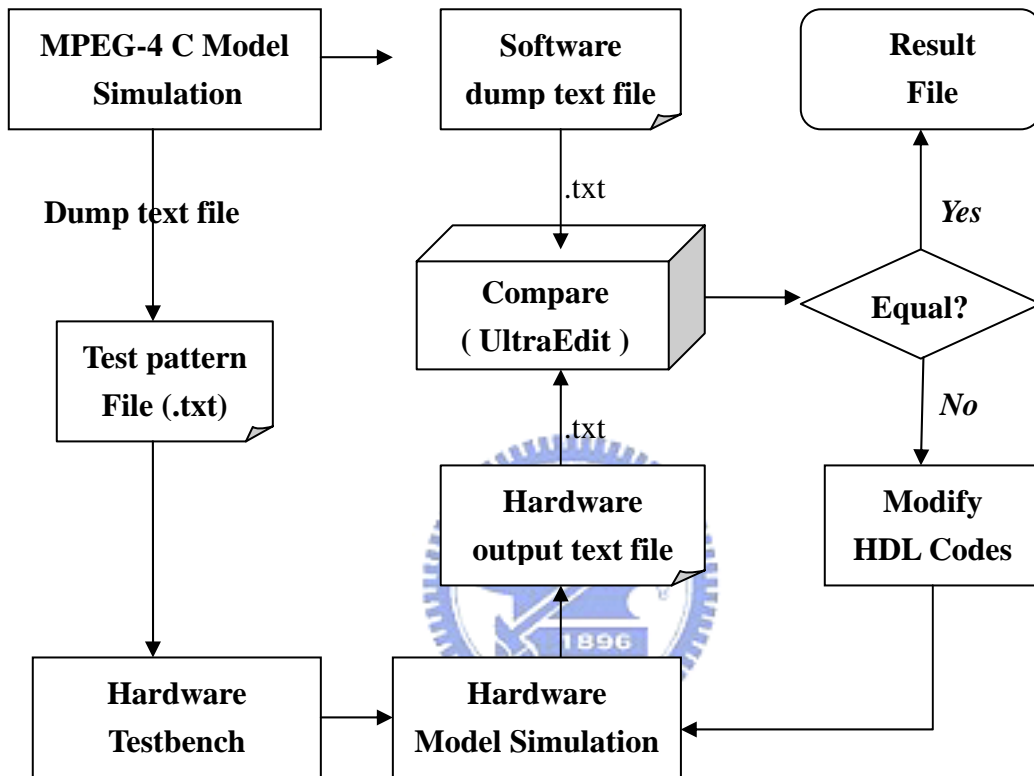 MPEG-4 C Model
Simulation
Software
dump text file
Result
File
Dump text file
.txt
Yes
Compare
( UltraEdit )
Equal?
Test pattern
File (.txt)
.txt
No
Hardware
output text file
Modify
HDL Codes
1896
Hardware
Testbench
Hardware
Model Simulation